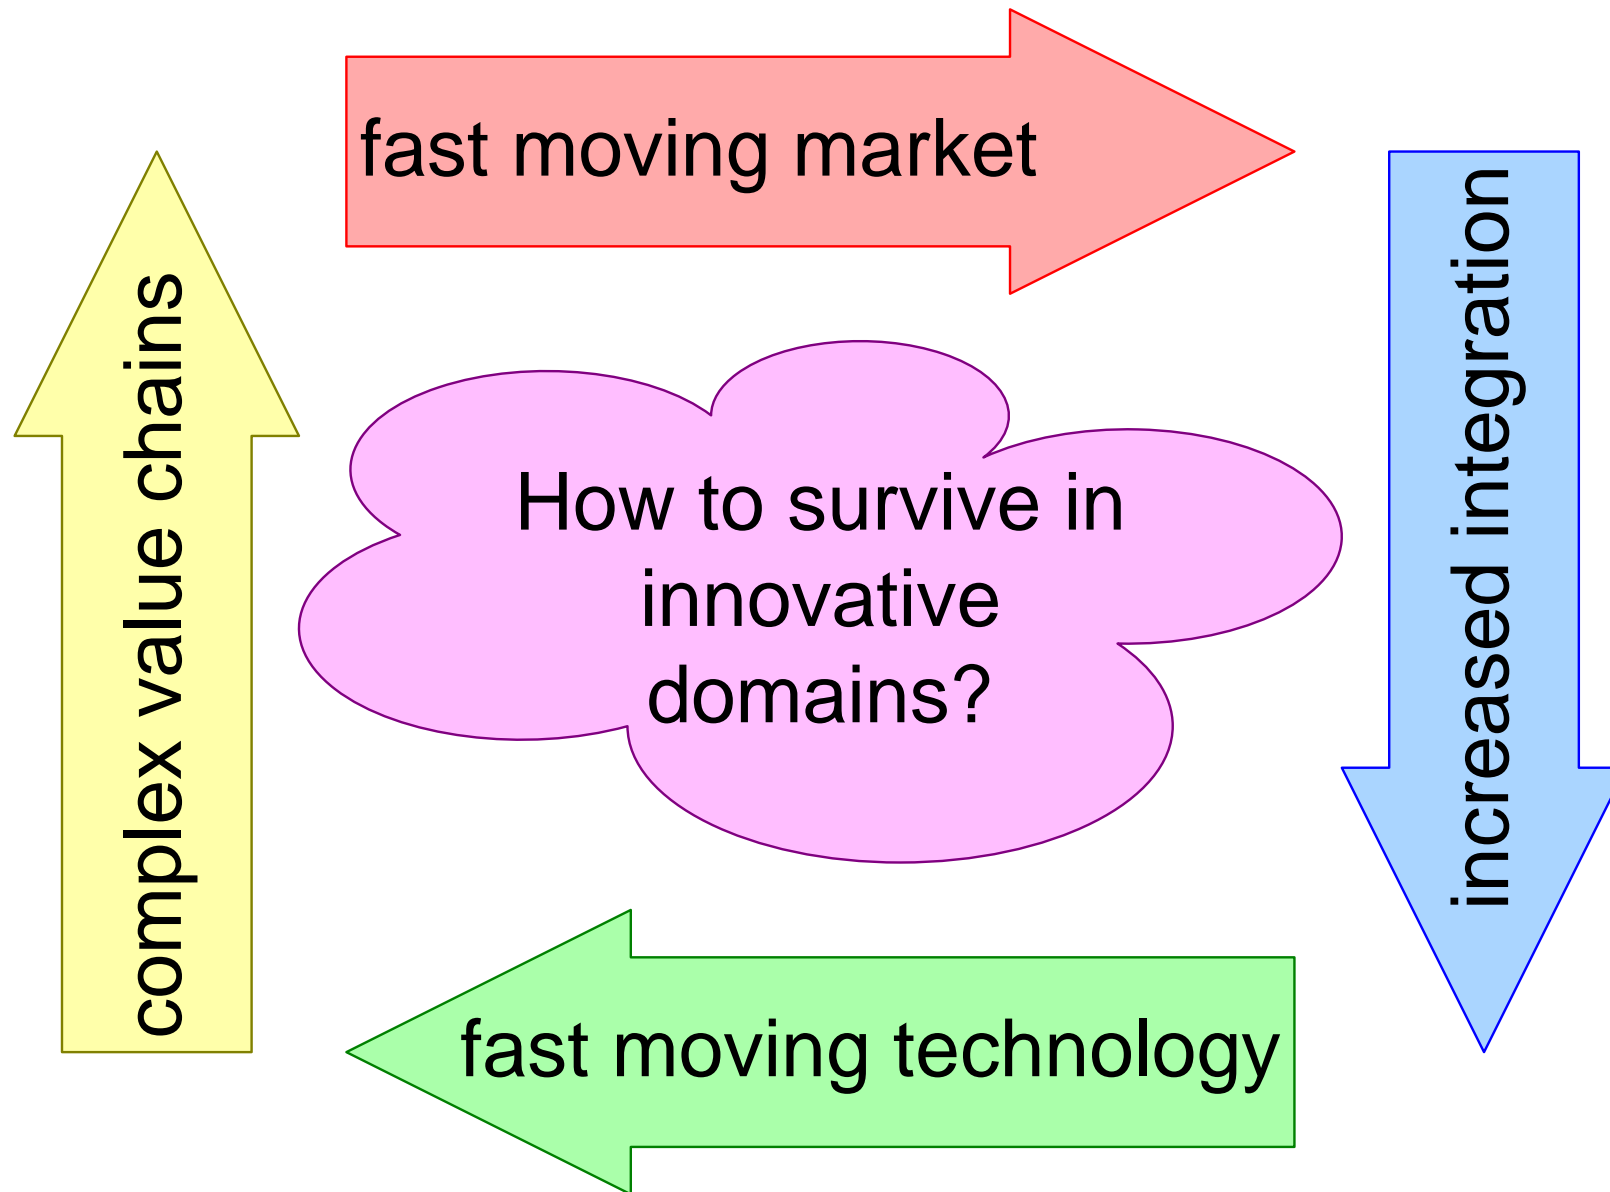 fast moving market
complex value chains
How to survive in
innovative
domains?
increased integration
fast moving technology